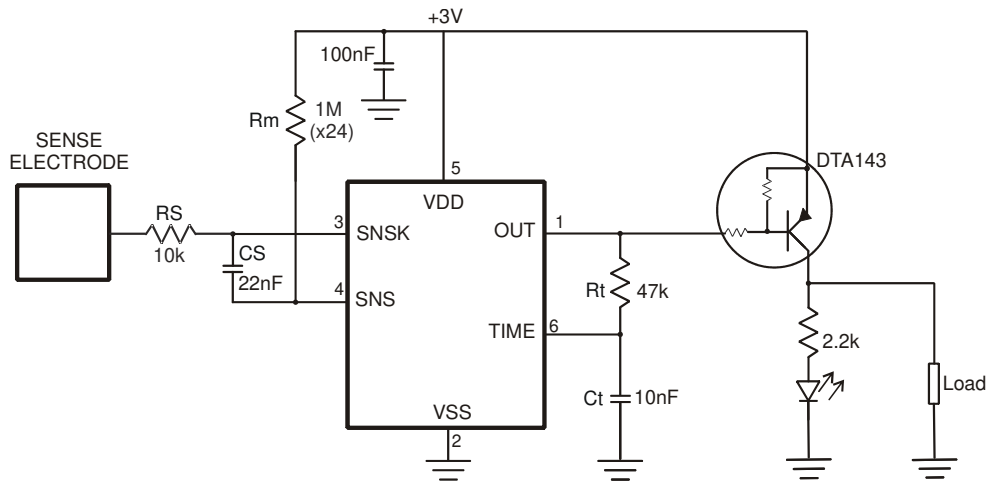 +3V
100nF
Rm
1M
(x24)
SENSE
ELECTRODE
DTA143
5
VDD
RS
10k
3
SNSK
OUT
1
CS
22nF
4
SNS
Rt
47k
TIME
6
2.2k
Ct
10nF
Load
VSS
2